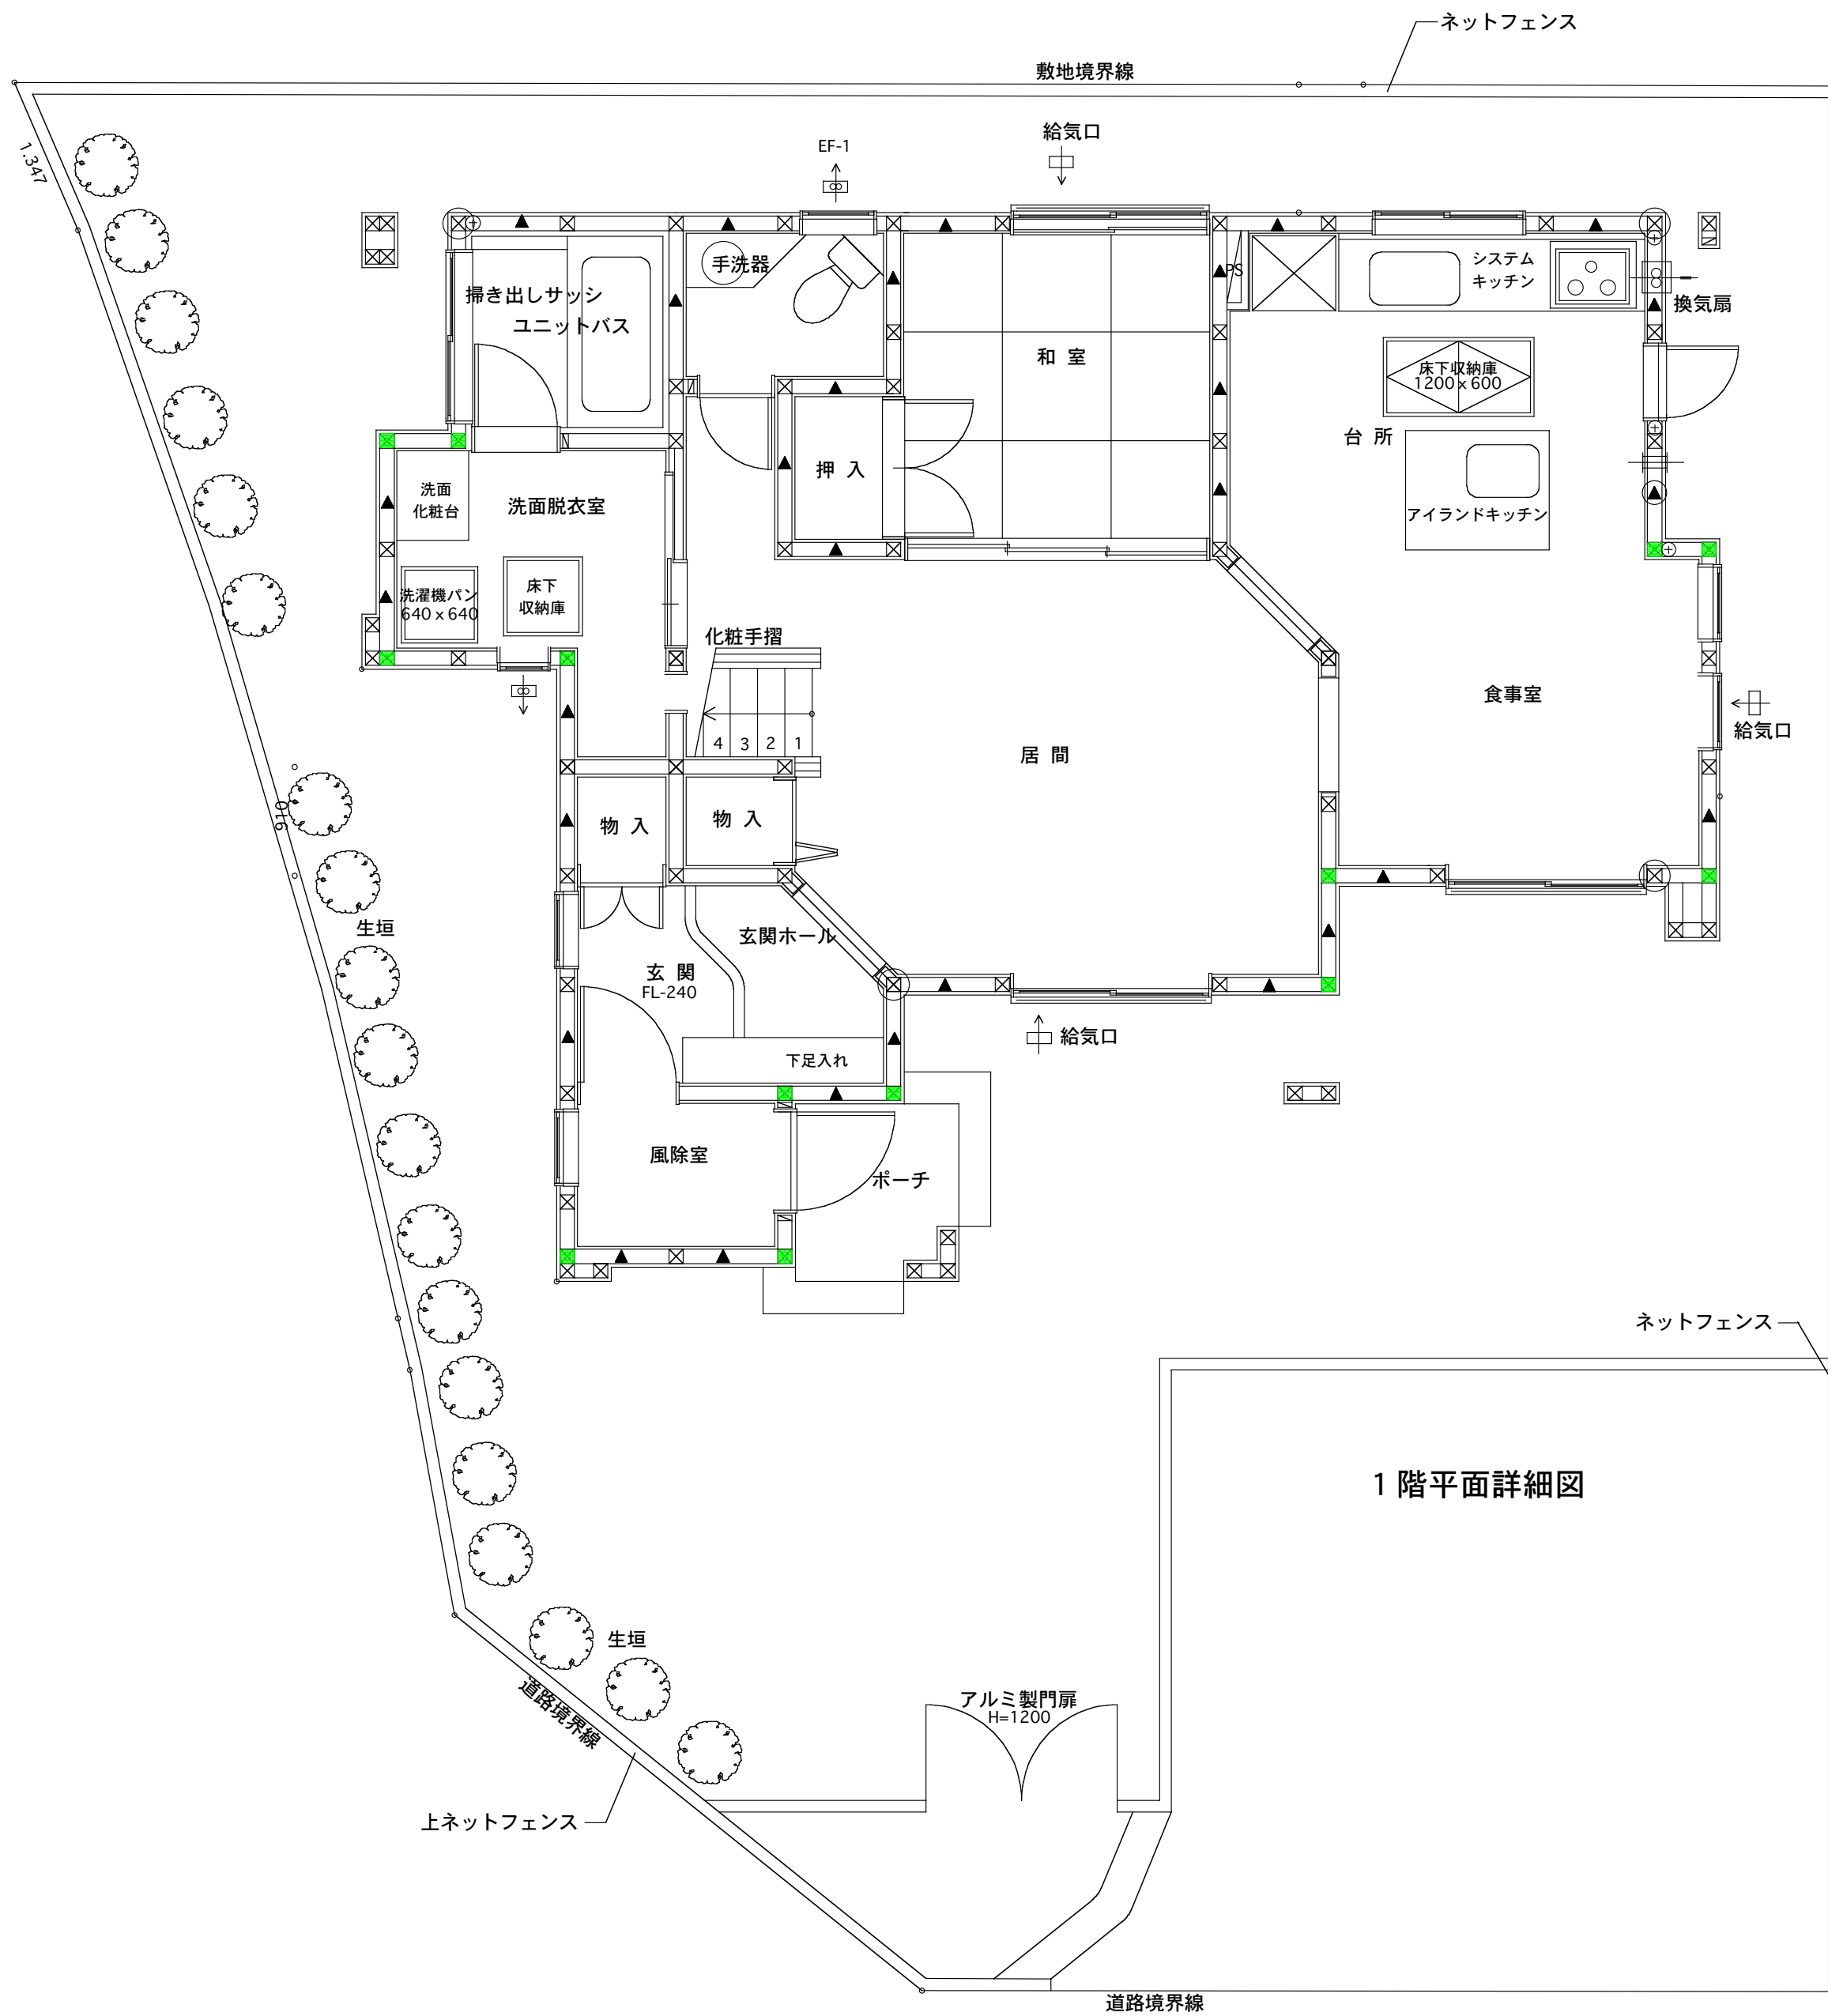 ネットフェンス
敷地境界線
給気口
EF-1
1.347
手洗器
PS
システム
キッチン
掃き出しサッシ
換気扇
ユニットバス
和 室
床下収納庫
1200 x 600
台 所
押 入
洗面
化粧台
洗面脱衣室
アイランドキッチン
床下
収納庫
洗濯機パン
640 x 640
化粧手摺
食事室
給気口
4 3 2 1
居 間
910
物 入
物 入
生垣
玄関ホール
玄 関
FL-240
給気口
下足入れ
風除室
ポーチ
ネットフェンス
1 階平面詳細図
生垣
道路境界線
アルミ製門扉
H=1200
上ネットフェンス
道路境界線